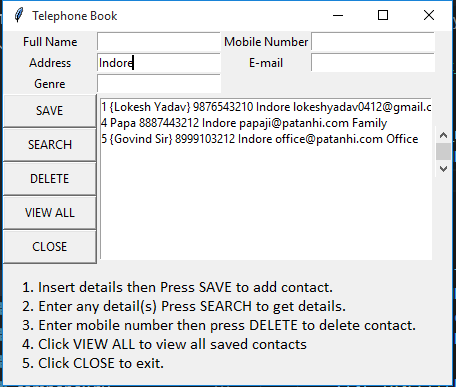 Telephone Book
Full Name Mobile Number
Address Indore E-mail
Genre
SAVE
SEARCH
DELETE
VIEW ALL
CLOSE
1 {Lokesh Yadav} 9876543210 Indore lokeshyadav0412@gmail.c
4 Papa 8887443212 Indore papaji@patanhi.com Family
5 {Govind Sir} 8999103212 Indore office@patanhi.com Office
1. Insert details then Press SAVE to add contact.
2. Enter any detail(s) Press SEARCH to get details.
3. Enter mobile number then press DELETE to delete contact.
4. Click VIEW ALL to view all saved contacts
5. Click CLOSE to exit.